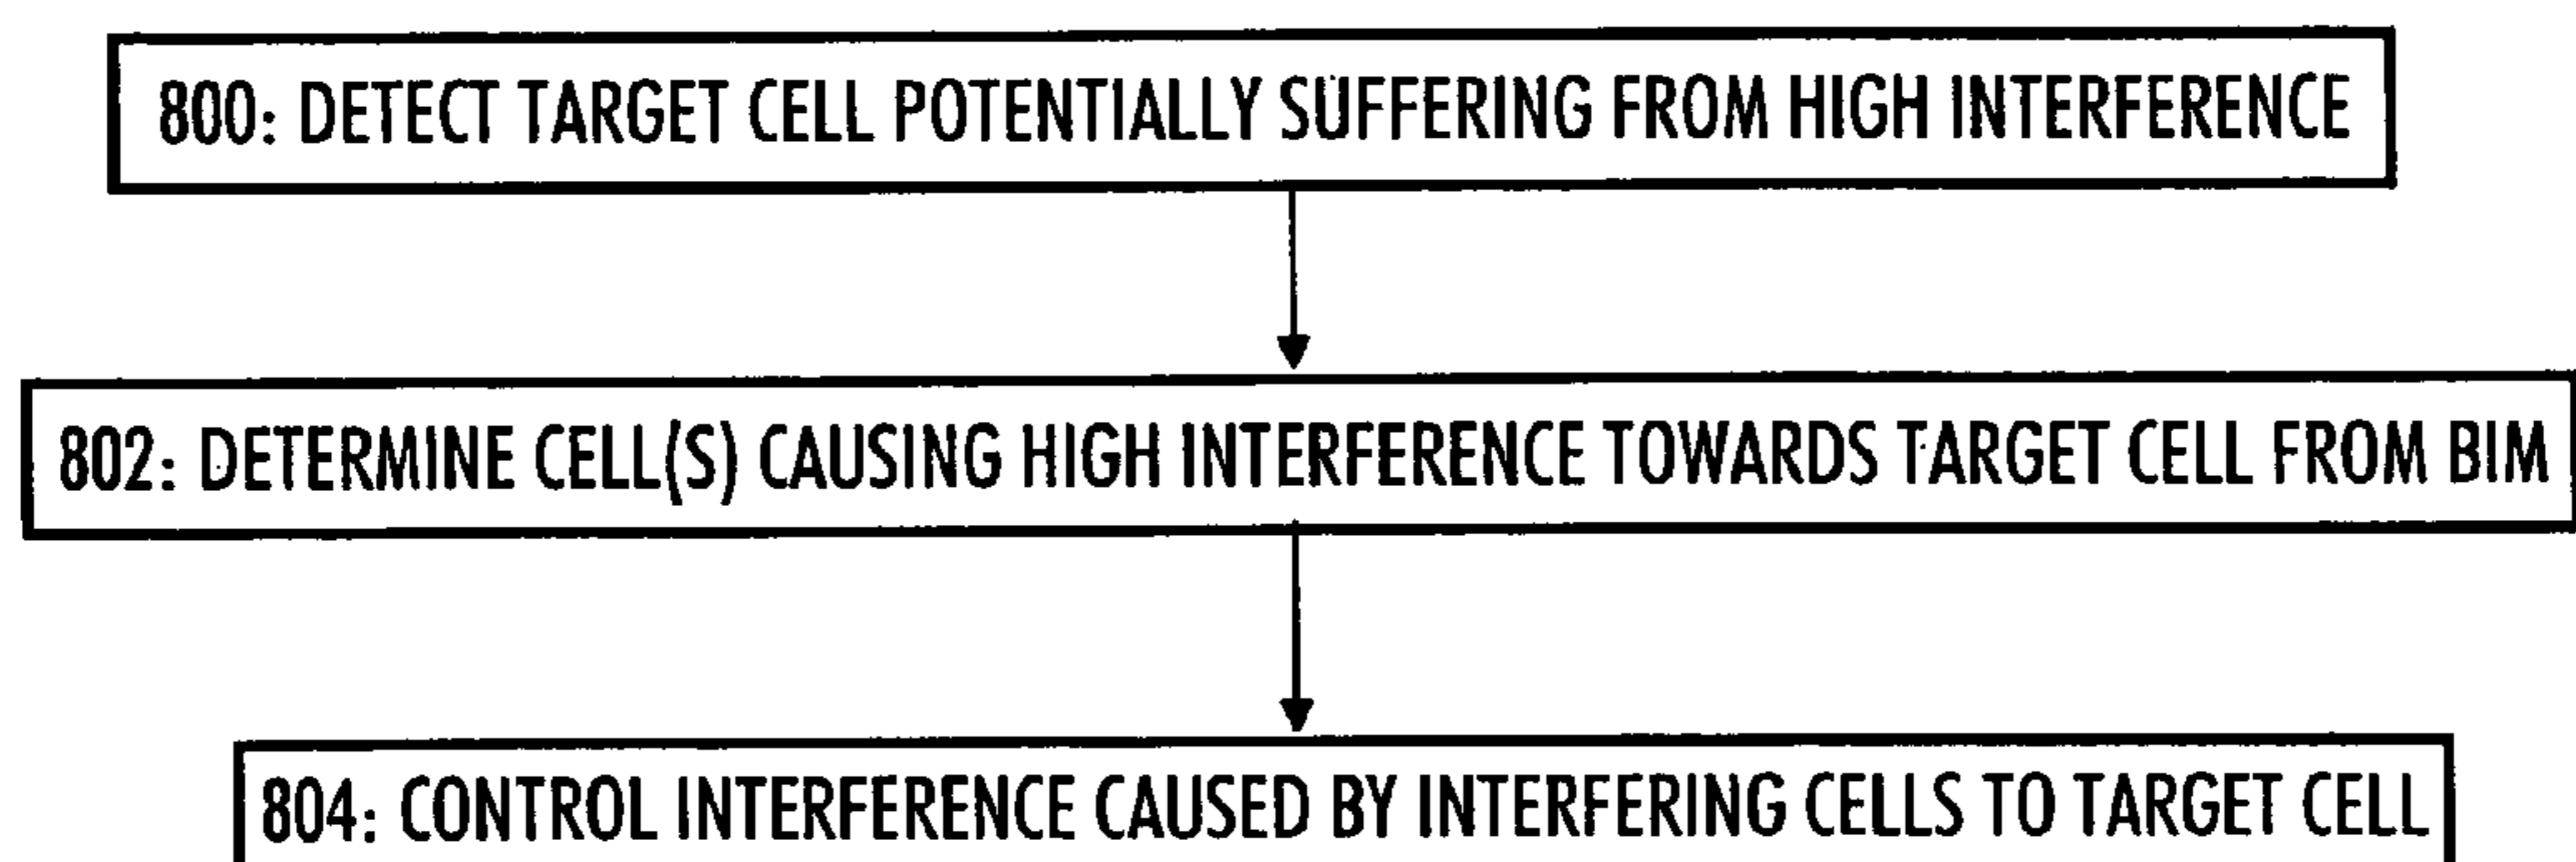 800: DETECT TARGET CELL POTENTIALLY SUFFERING FROM HIGH INTERFERENCE
802: DETERMINE CELL(S) CAUSING HIGH INTERFERENCE TOWARDS TARGET CELL FROM BIM
804: CONTROL INTERFERENCE CAUSED BY INTERFERING CELLS TO TARGET CELL